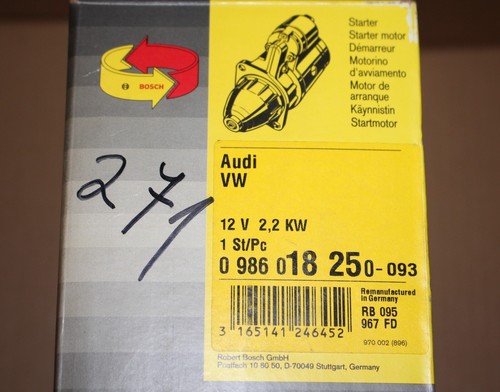 Starter
Starter motor
Démarreur
Motorino
d'avviamento
Motor de
arranque
Käynnistin
Startmotor
BOSCH
271
Audi
VW
12 V 2,2 KW
1 St/Pc
0 986 018 250-093
Remanufactured
in Germany
RB 095
967 FD
3 165141 246452
970 002 (896)
Robert Bosch GmbH
Postfach 10 60 50, D-70049 Stuttgart, Germany